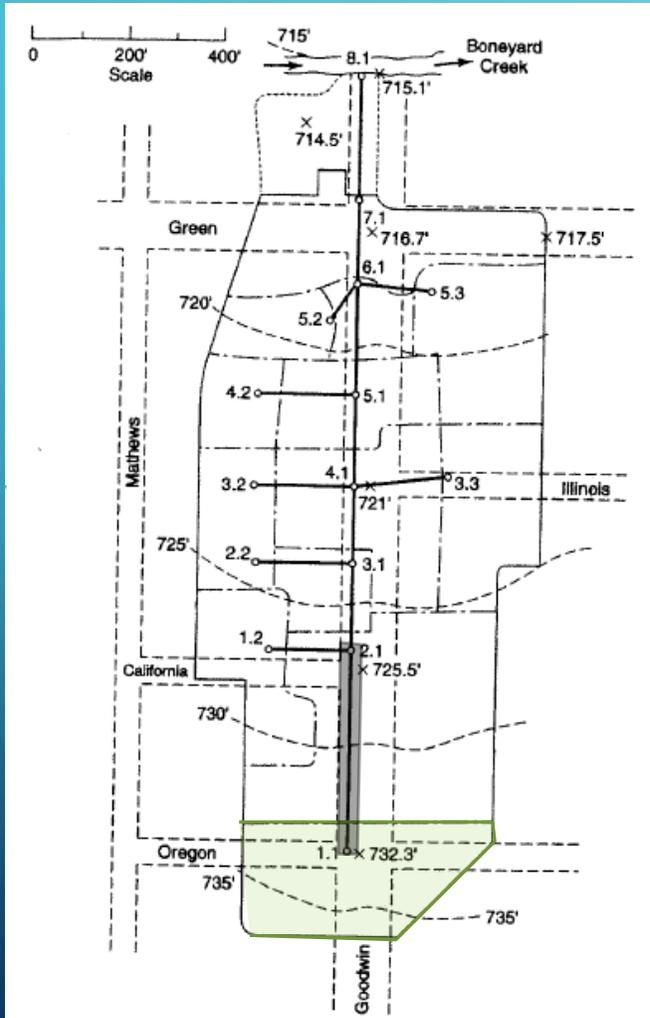 715'
0 200' 400'
Scale
8.1
Boneyard
Creek
715.1'
714.5'
Green
7.1
716.7'
717.5'
6.1
5.3
720'
5.2
4.2
5.1
Mathews
4.1
3.2
721'
3.3
Illinois
725'
2.2
3.1
1.2
2.1
725.5'
California
730'
Oregon
1.1
732.3'
735'
735'
Goodwin